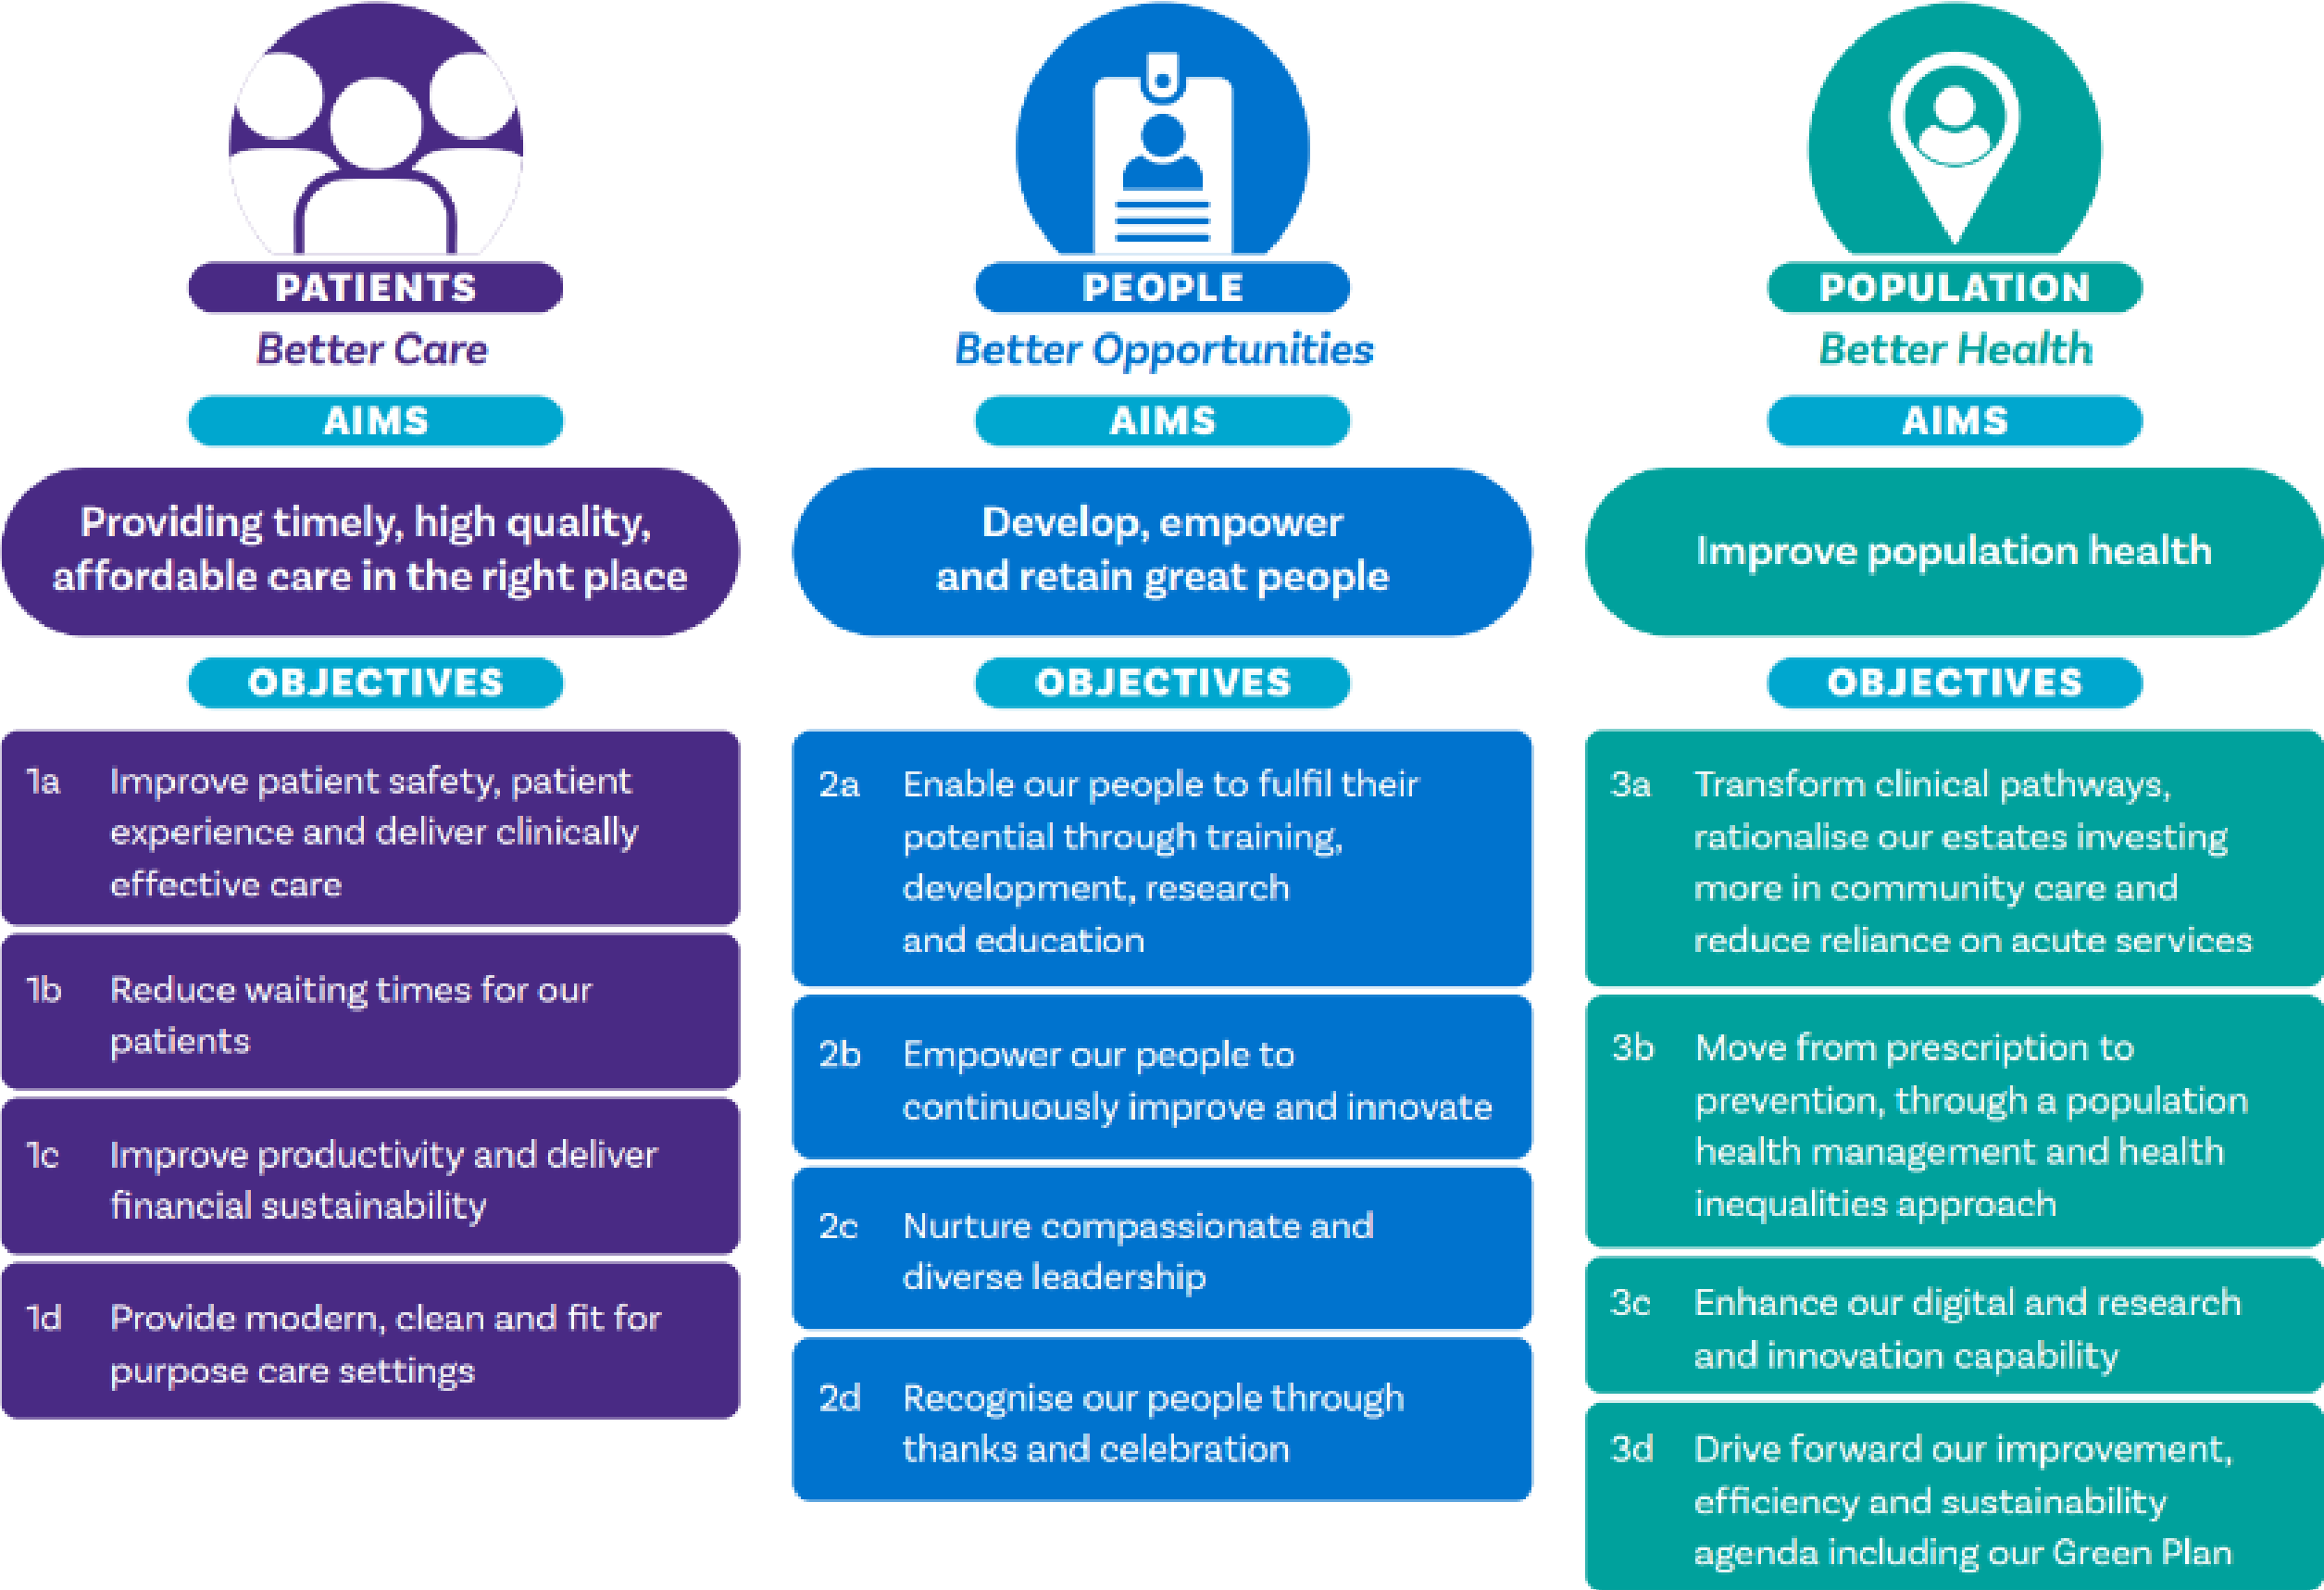 PATIENTS
Better Care
AIMS
Providing timely, high quality,
affordable care in the right place
OBJECTIVES
1a Improve patient safety, patient
experience and deliver clinically
effective care
1b Reduce waiting times for our
patients
1c Improve productivity and deliver
financial sustainability
1d Provide modern, clean and fit for
purpose care settings
PEOPLE
Better Opportunities
AIMS
Develop, empower
and retain great people
OBJECTIVES
2a Enable our people to fulfil their
potential through training,
development, research
and education
2b Empower our people to
continuously improve and innovate
2c Nurture compassionate and
diverse leadership
2d Recognise our people through
thanks and celebration
POPULATION
Better Health
AIMS
Improve population health
OBJECTIVES
3a Transform clinical pathways,
rationalise our estates investing
more in community care and
reduce reliance on acute services
3b Move from prescription to
prevention, through a population
health management and health
inequalities approach
3c Enhance our digital and research
and innovation capability
3d Drive forward our improvement,
efficiency and sustainability
agenda including our Green Plan